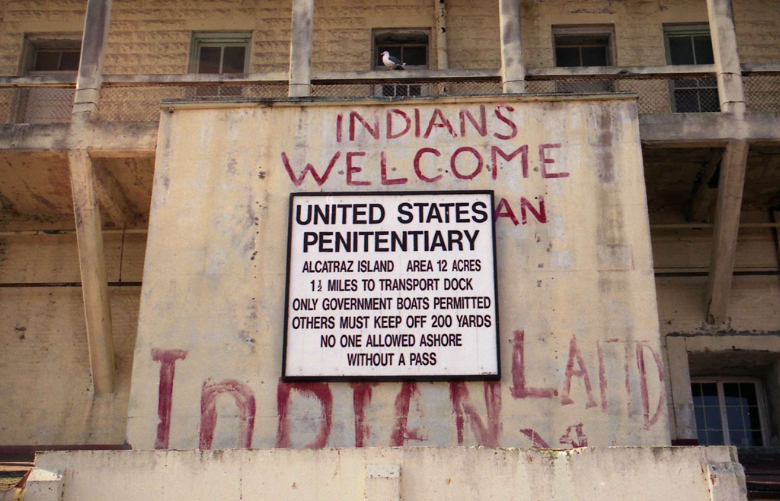 INDIANS
WELCOME
AN
UNITED STATES
PENITENTIARY
ALCATRAZ ISLAND AREA 12 ACRES
1½ MILES TO TRANSPORT DOCK
ONLY GOVERNMENT BOATS PERMITTED
OTHERS MUST KEEP OFF 200 YARDS
NO ONE ALLOWED ASHORE
WITHOUT A PASS
INDIAN LAND